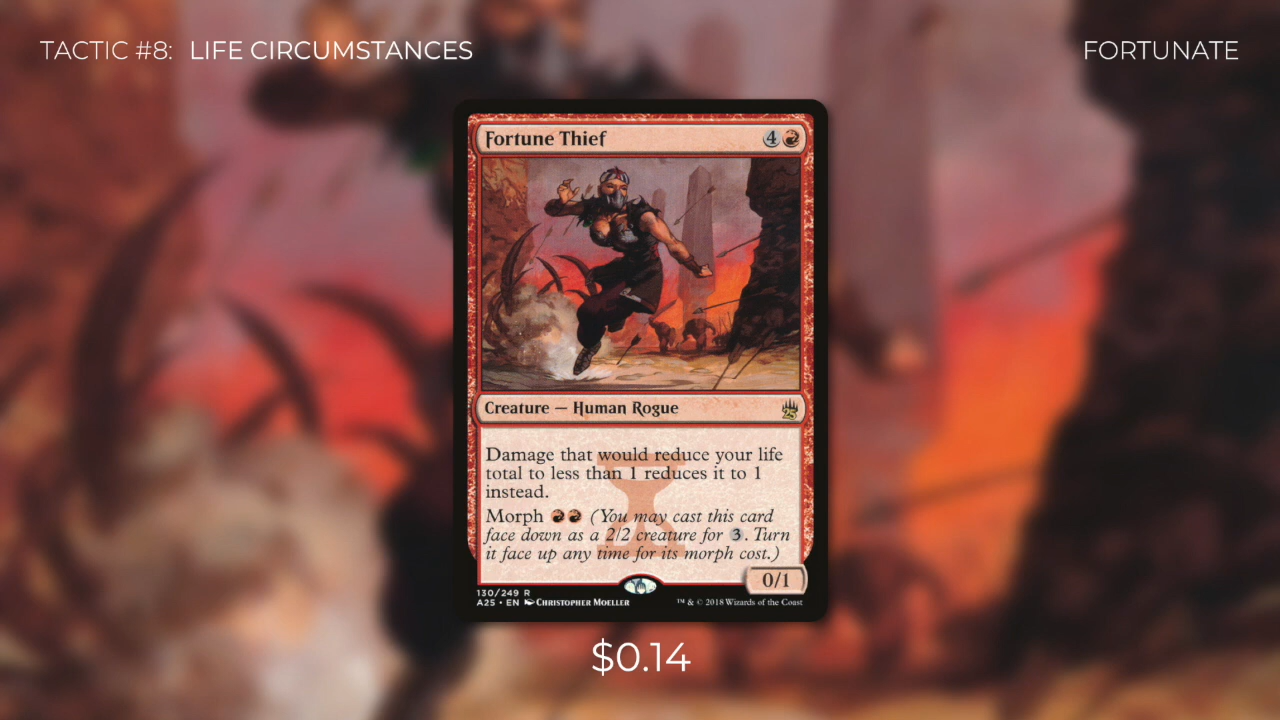 TACTIC #8: LIFE CIRCUMSTANCES
FORTUNATE
Fortune Thief
4
Creature — Human Rogue
25
Damage that would reduce your life
total to less than 1 reduces it to 1
instead.
Morph (You may cast this card
face down as a 2/2 creature for 3. Turn
it face up any time for its morph cost.)
0/1
130/249 R
A25 • EN Christopher Moeller
™ & © 2018 Wizards of the Coast
$0.14